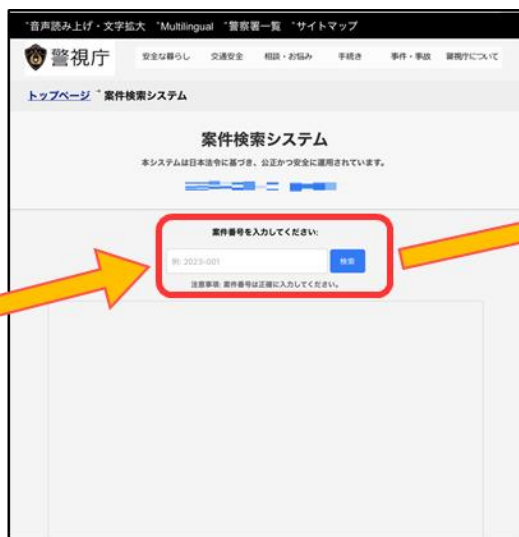 音声読み上げ・文字拡大 Multilingual 警察署一覧 サイトマップ
警視庁 安全な暮らし 交通安全 相談・お悩み 手続き 事件・事故 警視庁について
トップページ 案件検索システム
案件検索システム
本システムは日本法令に基づき、公正かつ安全に運用されています。
案件番号を入力してください:
例: 2023-001 検索
注意事項: 案件番号は正確に入力してください。